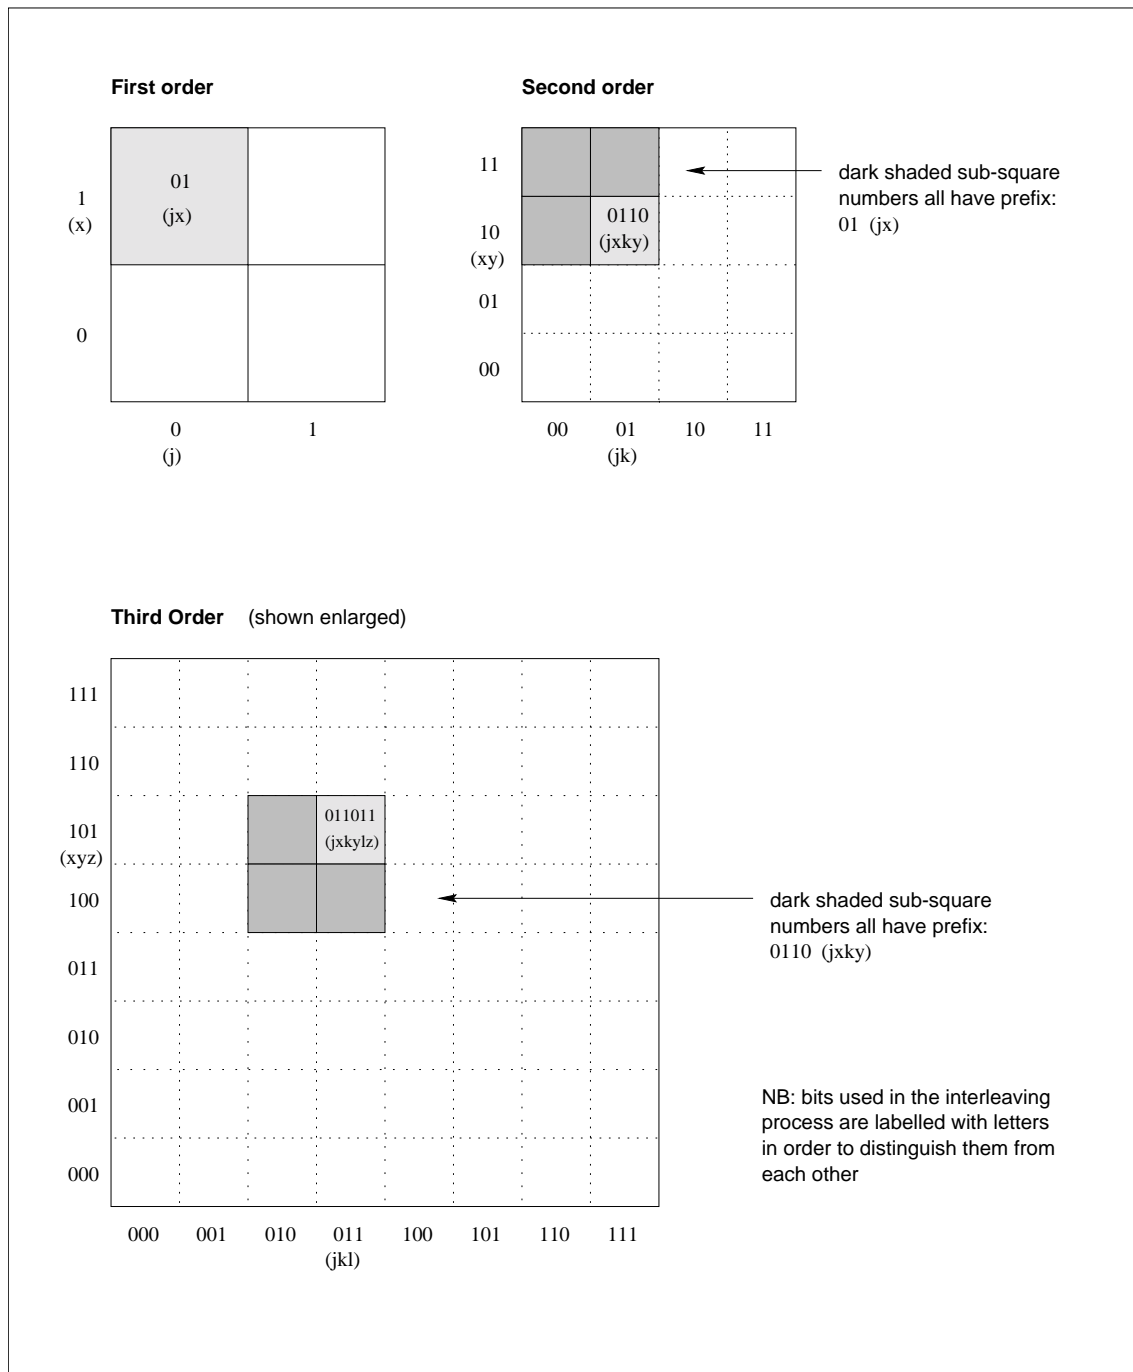 First order
01
(jx)
1
(x)
0
0
1
(j)
Second order
11
0110
(jxky)
10
(xy)
01
00
00 01 10 11
(jk)
dark shaded sub-square
numbers all have prefix:
01 (jx)
Third Order (shown enlarged)
111
110
011011
(jxkylz)
101
(xyz)
100
011
010
001
000
000 001 010 011 100 101 110 111
(jkl)
dark shaded sub-square
numbers all have prefix:
0110 (jxky)
NB: bits used in the interleaving
process are labelled with letters
in order to distinguish them from
each other